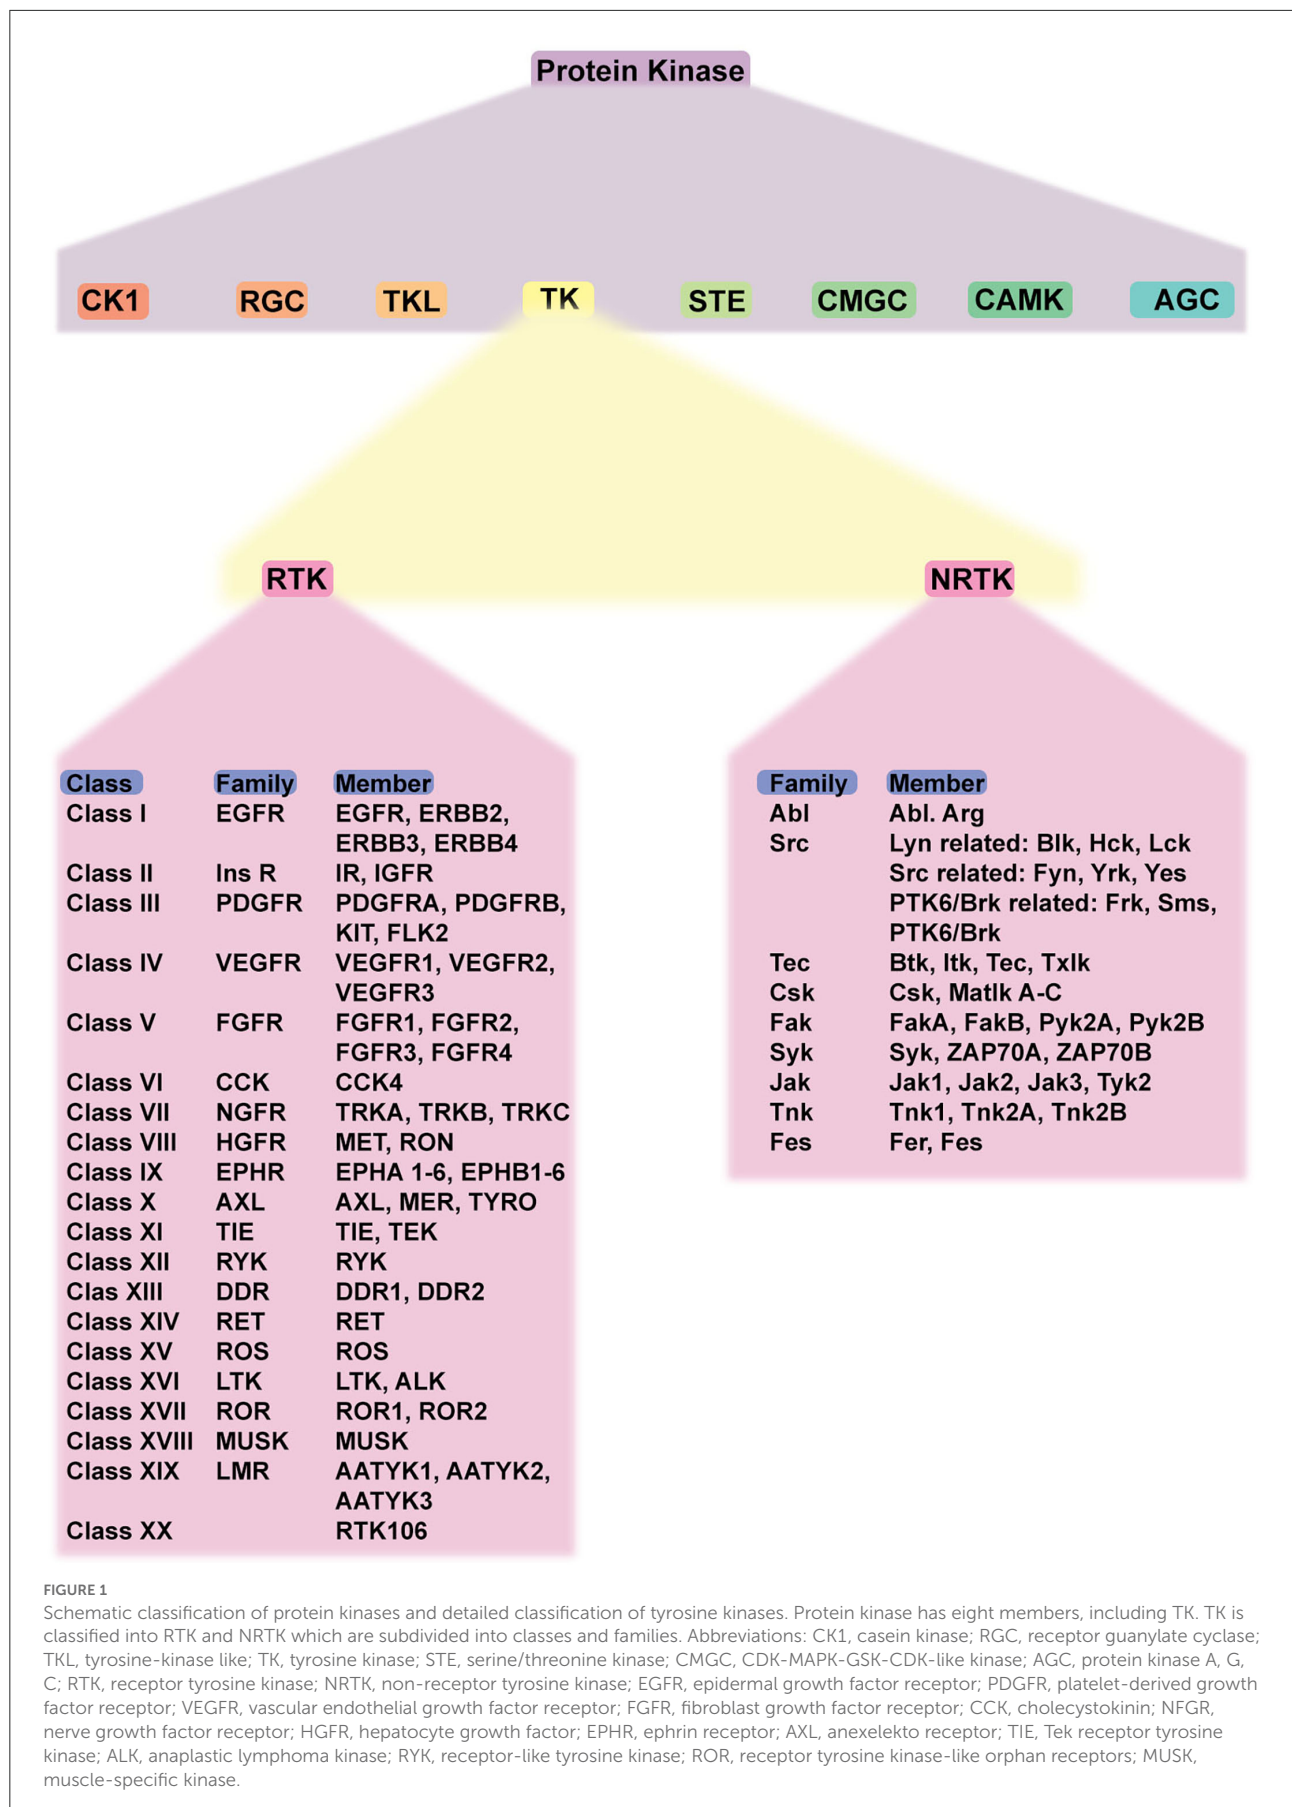 Protein Kinase
CK1 RGC TKL TK STE CMGC CAMK AGC
RTK NRTK
Class Family Member
Class I EGFR EGFR, ERBB2,
ERBB3, ERBB4
Class II Ins R IR, IGFR
Class III PDGFR PDGFRA, PDGFRB,
KIT, FLK2
Class IV VEGFR VEGFR1, VEGFR2,
VEGFR3
Class V FGFR FGFR1, FGFR2,
FGFR3, FGFR4
Class VI CCK CCK4
Class VII NGFR TRKA, TRKB, TRKC
Class VIII HGFR MET, RON
Class IX EPHR EPHA 1-6, EPHB1-6
Class X AXL AXL, MER, TYRO
Class XI TIE TIE, TEK
Class XII RYK RYK
Clas XIII DDR DDR1, DDR2
Class XIV RET RET
Class XV ROS ROS
Class XVI LTK LTK, ALK
Class XVII ROR ROR1, ROR2
Class XVIII MUSK MUSK
Class XIX LMR AATYK1, AATYK2,
AATYK3
Class XX RTK106
Family Member
Abl Abl. Arg
Src Lyn related: Blk, Hck, Lck
Src related: Fyn, Yrk, Yes
PTK6/Brk related: Frk, Sms,
PTK6/Brk
Tec Btk, Itk, Tec, Txlk
Csk Csk, Matlk A-C
Fak FakA, FakB, Pyk2A, Pyk2B
Syk Syk, ZAP70A, ZAP70B
Jak Jak1, Jak2, Jak3, Tyk2
Tnk Tnk1, Tnk2A, Tnk2B
Fes Fer, Fes
FIGURE 1
Schematic classification of protein kinases and detailed classification of tyrosine kinases. Protein kinase has eight members, including TK. TK is
classified into RTK and NRTK which are subdivided into classes and families. Abbreviations: CK1, casein kinase; RGC, receptor guanylate cyclase;
TKL, tyrosine-kinase like; TK, tyrosine kinase; STE, serine/threonine kinase; CMGC, CDK-MAPK-GSK-CDK-like kinase; AGC, protein kinase A, G,
C; RTK, receptor tyrosine kinase; NRTK, non-receptor tyrosine kinase; EGFR, epidermal growth factor receptor; PDGFR, platelet-derived growth
factor receptor; VEGFR, vascular endothelial growth factor receptor; FGFR, fibroblast growth factor receptor; CCK, cholecystokinin; NFGR,
nerve growth factor receptor; HGFR, hepatocyte growth factor; EPHR, ephrin receptor; AXL, anexelekto receptor; TIE, Tek receptor tyrosine
kinase; ALK, anaplastic lymphoma kinase; RYK, receptor-like tyrosine kinase; ROR, receptor tyrosine kinase-like orphan receptors; MUSK,
muscle-specific kinase.